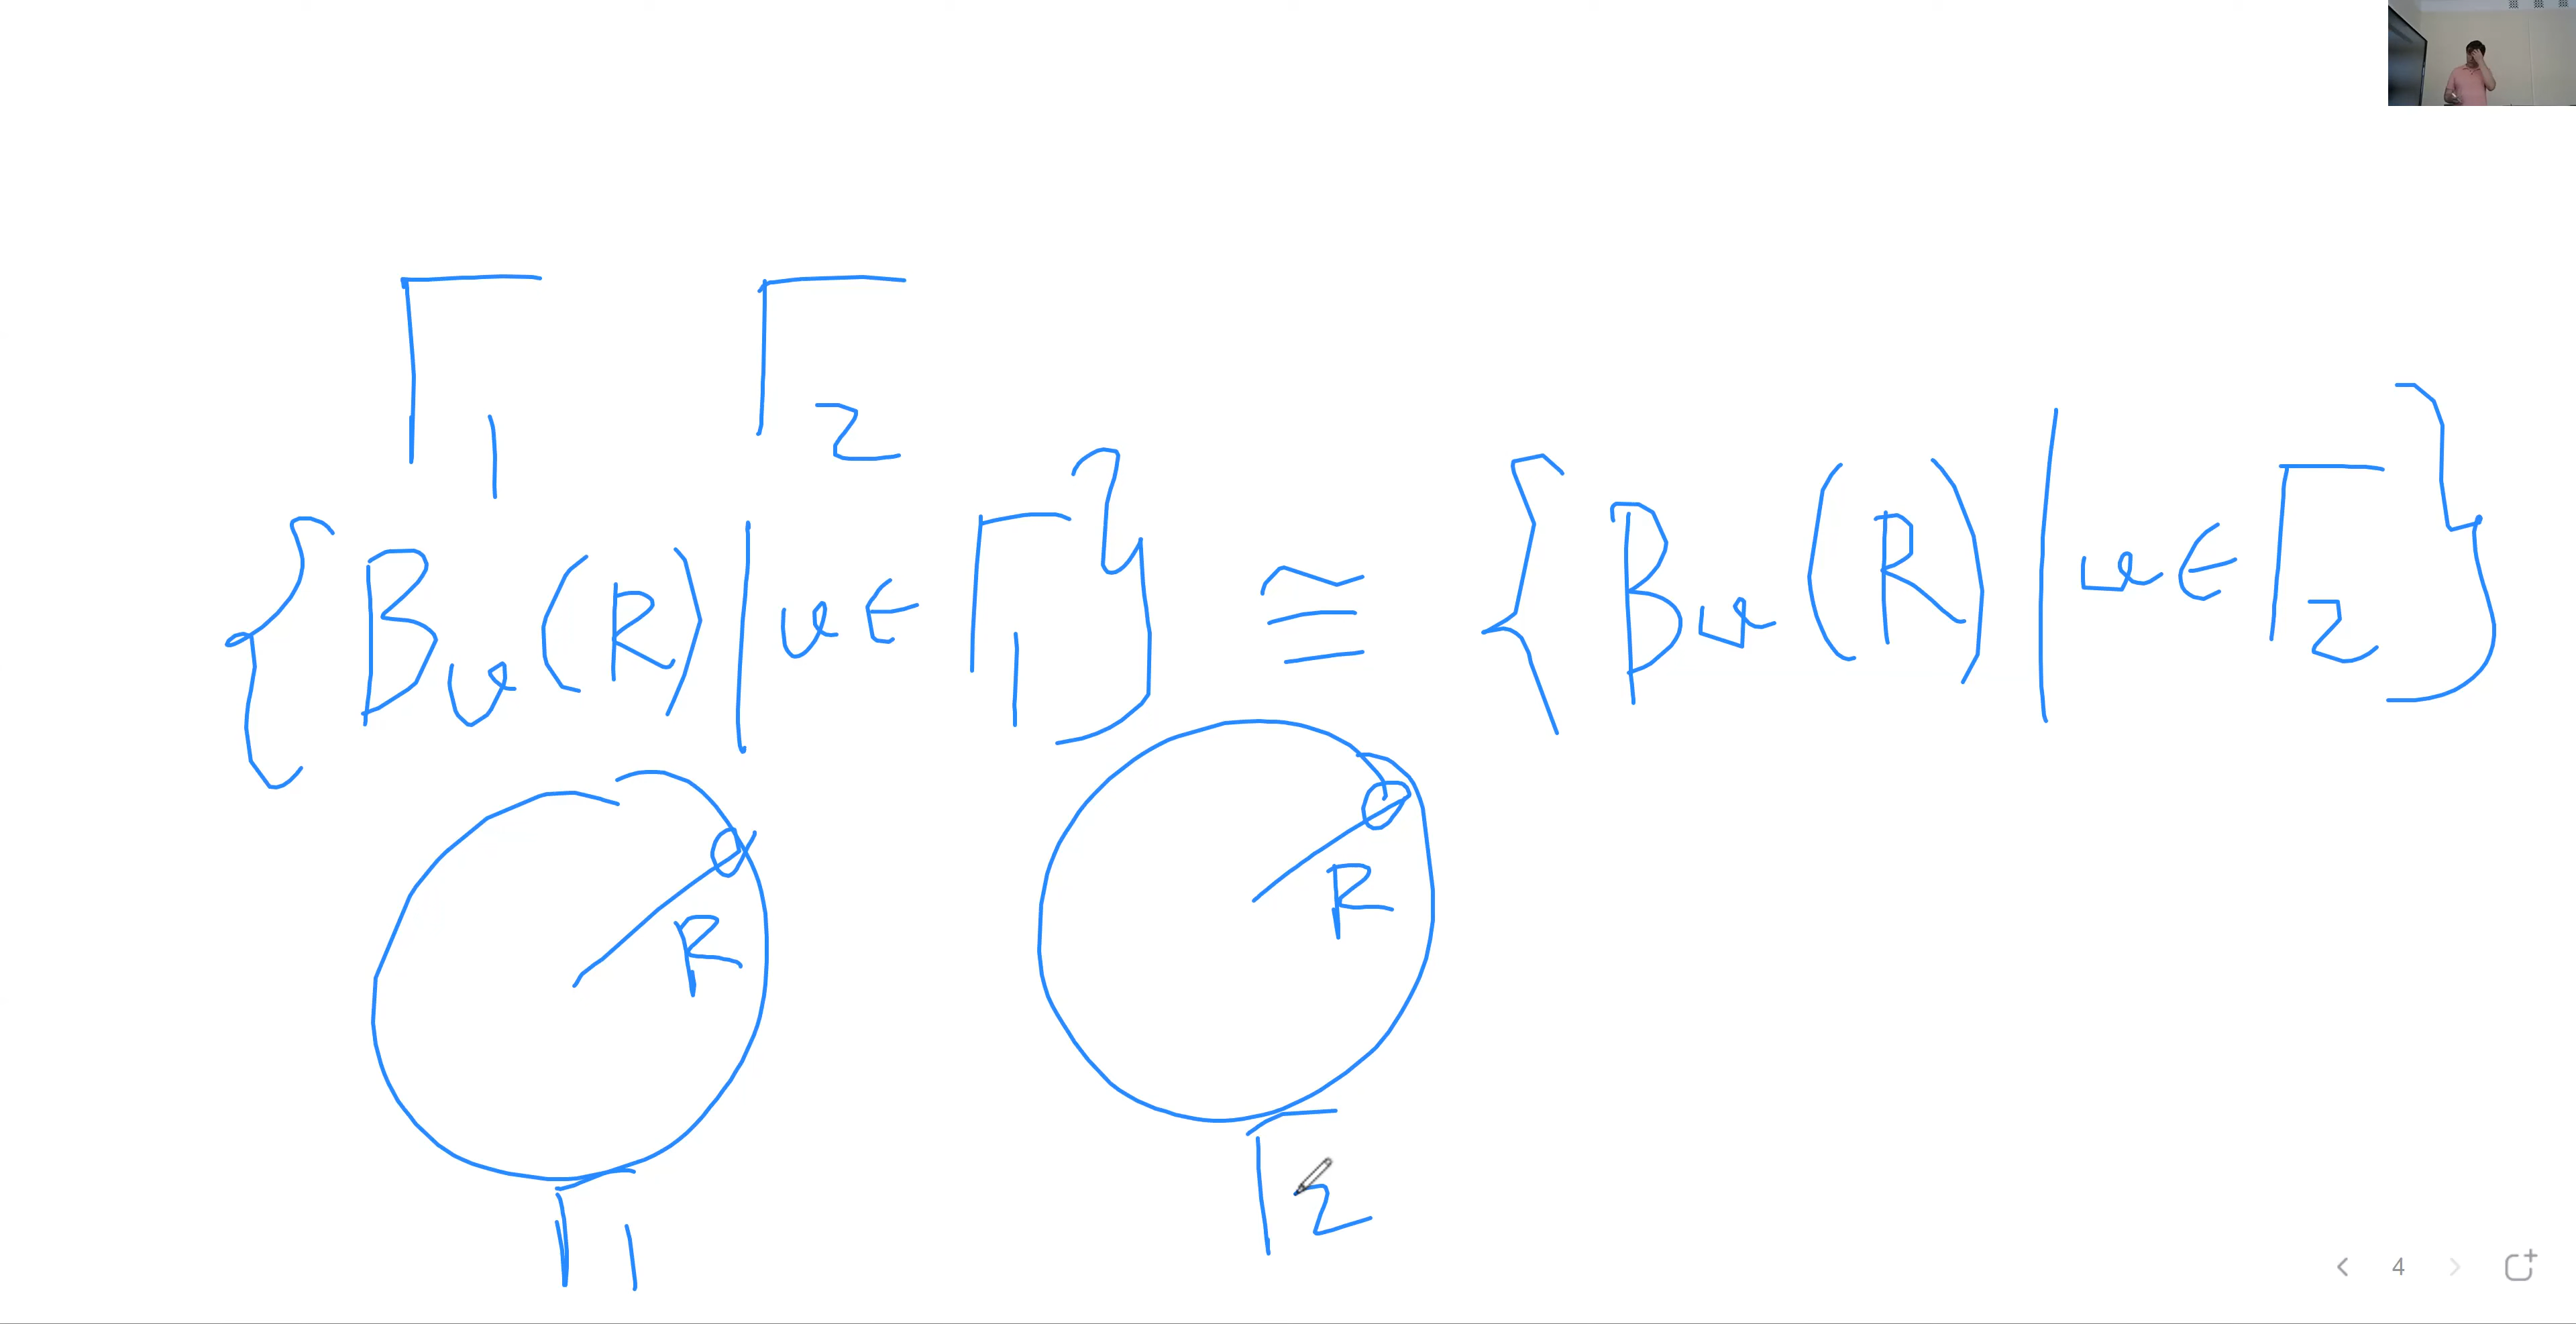 Γ₁ Γ₂
{B_v(R) | v ∈ Γ₁} ≅ {B_v(R) | v ∈ Γ₂}
R R
Γ₁ Γ₂
4